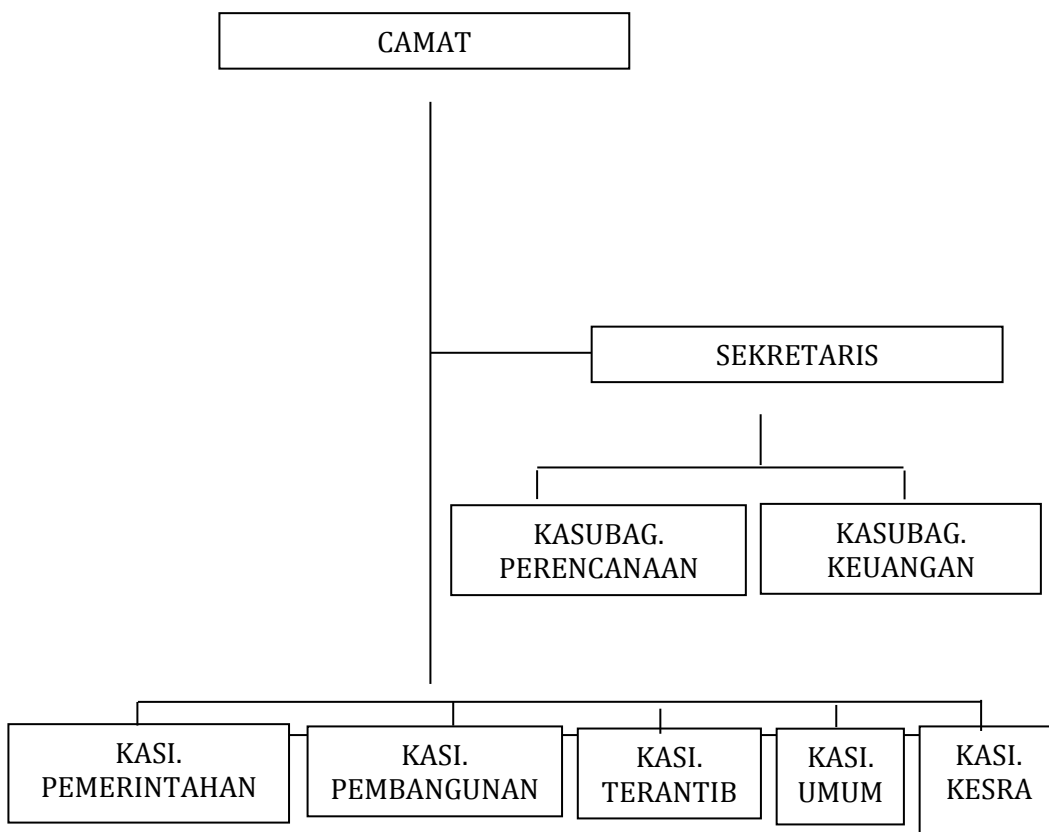 CAMAT
SEKRETARIS
KASUBAG.
PERENCANAAN
KASUBAG.
KEUANGAN
KASI.
PEMERINTAHAN
KASI.
PEMBANGUNAN
KASI.
TERANTIB
KASI.
UMUM
KASI.
KESRA